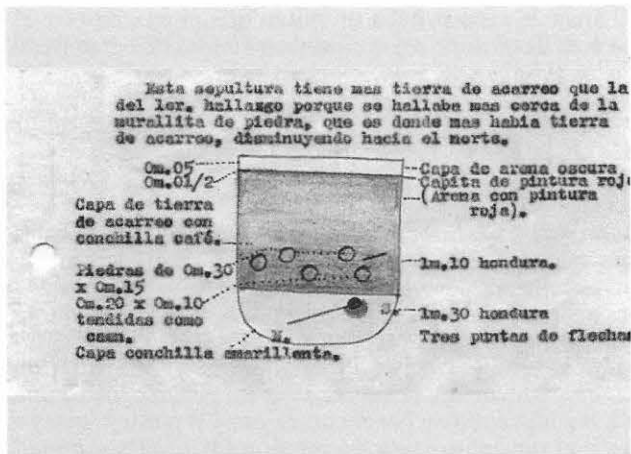 Esta sepultura tiene mas tierra de acarreo que la
del 1er. hallazgo porque se hallaba mas cerca de la
murallita de piedra, que es donde mas habia tierra
de acarreo, disminuyendo hacia el norte.
0m.05
0m.01/2
Capa de tierra
de acarreo con
conchilla café.
Piedras de 0m.30
x 0m.15
0m.20 x 0m.10
tendidas como
cama.
Capa conchilla amarillenta.
N.
S.
Capa de arena oscura
Capita de pintura roja
(Arena con pintura
roja).
1m.10 hondura.
1m.30 hondura
Tres puntas de flechas